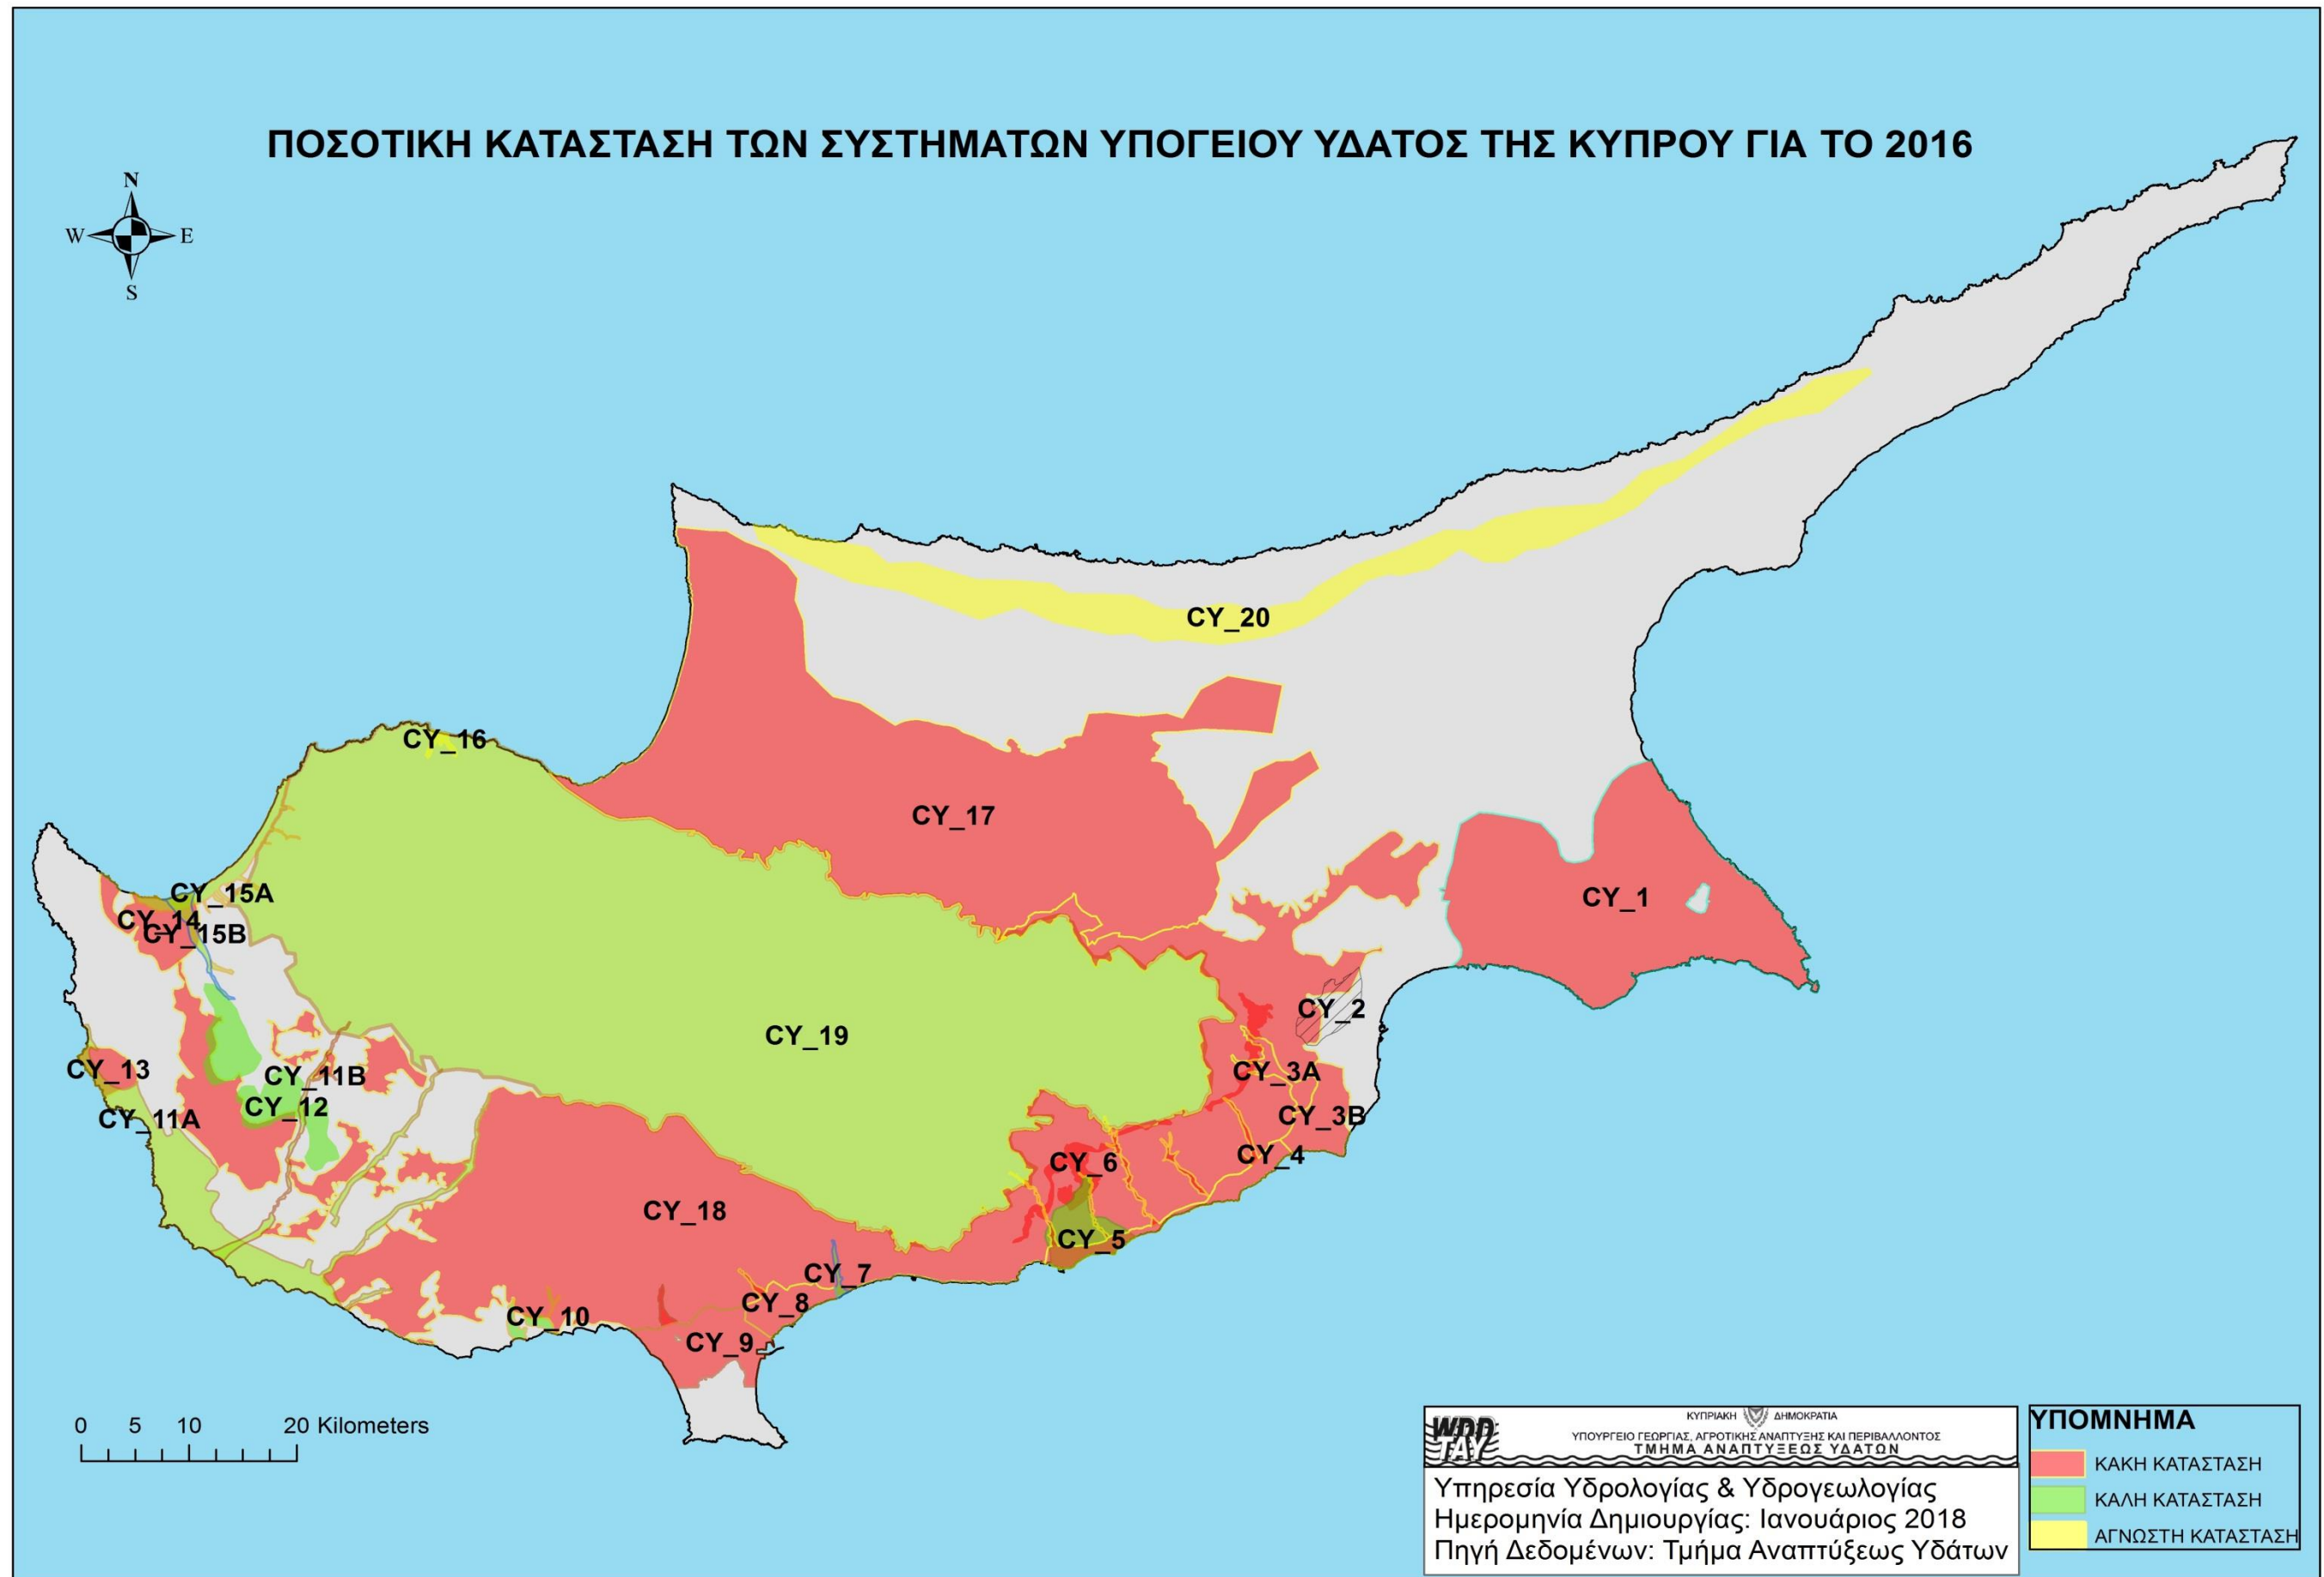 ΠΟΣΟΤΙΚΗ ΚΑΤΑΣΤΑΣΗ ΤΩΝ ΣΥΣΤΗΜΑΤΩΝ ΥΠΟΓΕΙΟΥ ΥΔΑΤΟΣ ΤΗΣ ΚΥΠΡΟΥ ΓΙΑ ΤΟ 2016
N
W E
S
CY_20
CY_16
CY_17
CY_1
CY_15A
CY_14
CY_15B
CY_2
CY_19
CY_13
CY_11B
CY_3A
CY_12
CY_11A
CY_3B
CY_4
CY_6
CY_18
CY_5
CY_7
CY_8
CY_10
CY_9
0 5 10 20 Kilometers
WDD
TAY
ΚΥΠΡΙΑΚΗ ΔΗΜΟΚΡΑΤΙΑ
ΥΠΟΥΡΓΕΙΟ ΓΕΩΡΓΙΑΣ, ΑΓΡΟΤΙΚΗΣ ΑΝΑΠΤΥΞΗΣ ΚΑΙ ΠΕΡΙΒΑΛΛΟΝΤΟΣ
ΤΜΗΜΑ ΑΝΑΠΤΥΞΕΩΣ ΥΔΑΤΩΝ
Υπηρεσία Υδρολογίας & Υδρογεωλογίας
Ημερομηνία Δημιουργίας: Ιανουάριος 2018
Πηγή Δεδομένων: Τμήμα Αναπτύξεως Υδάτων
ΥΠΟΜΝΗΜΑ
ΚΑΚΗ ΚΑΤΑΣΤΑΣΗ
ΚΑΛΗ ΚΑΤΑΣΤΑΣΗ
ΑΓΝΩΣΤΗ ΚΑΤΑΣΤΑΣΗ